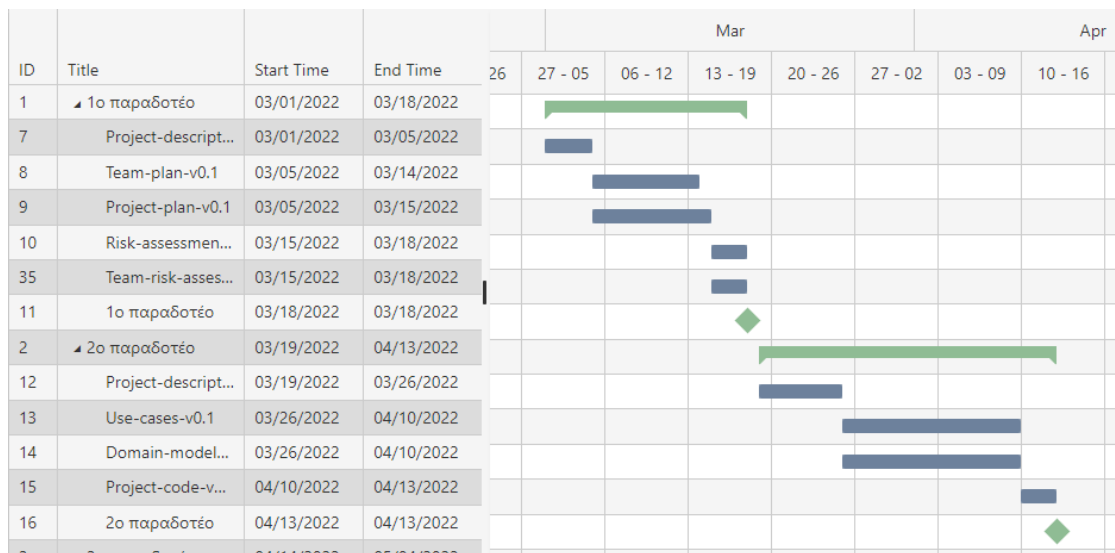 Mar Apr
ID Title Start Time End Time 26 27 - 05 06 - 12 13 - 19 20 - 26 27 - 02 03 - 09 10 - 16
1 1ο παραδοτέο 03/01/2022 03/18/2022
7 Project-descript... 03/01/2022 03/05/2022
8 Team-plan-v0.1 03/05/2022 03/14/2022
9 Project-plan-v0.1 03/05/2022 03/15/2022
10 Risk-assessmen... 03/15/2022 03/18/2022
35 Team-risk-asses... 03/15/2022 03/18/2022
11 1ο παραδοτέο 03/18/2022 03/18/2022
2 2ο παραδοτέο 03/19/2022 04/13/2022
12 Project-descript... 03/19/2022 03/26/2022
13 Use-cases-v0.1 03/26/2022 04/10/2022
14 Domain-model... 03/26/2022 04/10/2022
15 Project-code-v... 04/10/2022 04/13/2022
16 2ο παραδοτέο 04/13/2022 04/13/2022